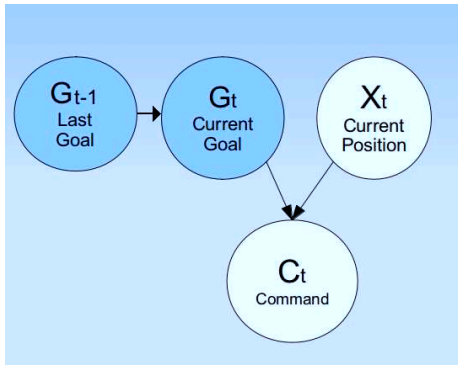 Gt-1
Last
Goal
Gt
Current
Goal
Xt
Current
Position
Ct
Command